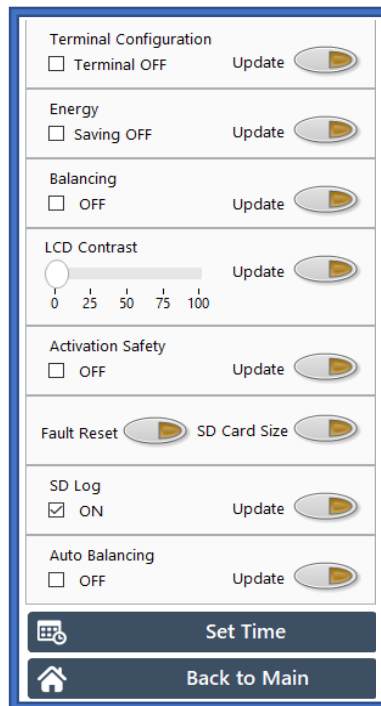 Terminal Configuration
Terminal OFF Update
Energy
Saving OFF Update
Balancing
OFF Update
LCD Contrast
Update
0 25 50 75 100
Activation Safety
OFF Update
Fault Reset SD Card Size
SD Log
ON Update
Auto Balancing
OFF Update
Set Time
Back to Main